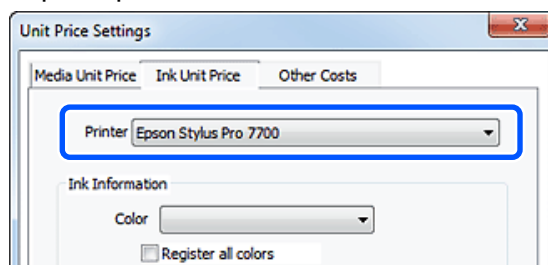 Unit Price Settings
Media Unit Price Ink Unit Price Other Costs
Printer Epson Stylus Pro 7700
Ink Information
Color
Register all colors